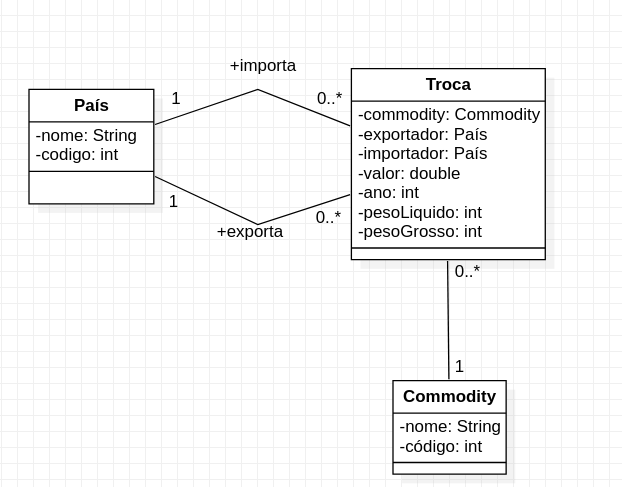 +importa
País
-nome: String
-codigo: int
1
0..*
1
0..*
+exporta
Troca
-commodity: Commodity
-exportador: País
-importador: País
-valor: double
-ano: int
-pesoLiquido: int
-pesoGrosso: int
0..*
1
Commodity
-nome: String
-código: int